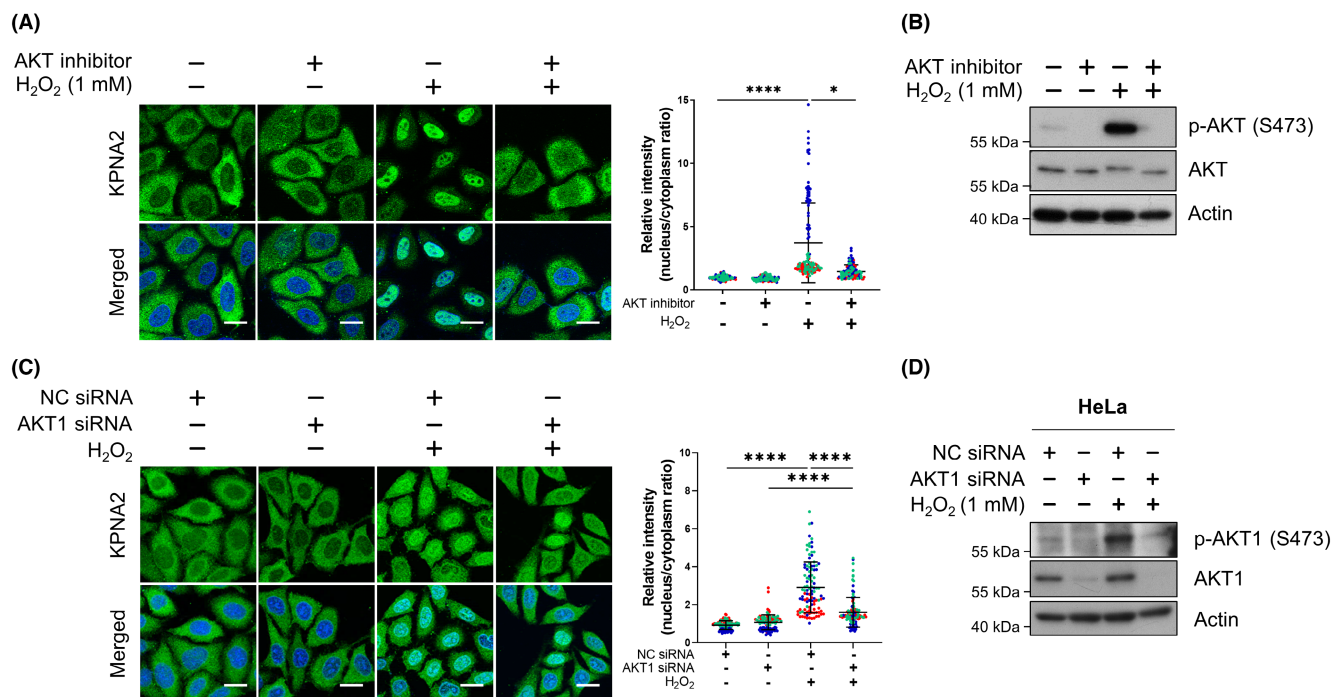 (A)
AKT inhibitor − + − +
H₂O₂ (1 mM) − − + +
KPNA2
Merged
Relative intensity
(nucleus/cytoplasm ratio)
**** *
15
10
5
0
AKT inhibitor - + - +
H₂O₂ - - + +
(B)
AKT inhibitor − + − +
H₂O₂ (1 mM) − − + +
p-AKT (S473)
55 kDa
AKT
55 kDa
40 kDa
Actin
(C)
NC siRNA + − + −
AKT1 siRNA − + − +
H₂O₂ − − + +
KPNA2
Merged
Relative intensity
(nucleus/cytoplasm ratio)
**** ****
****
10
8
6
4
2
0
NC siRNA + - + -
AKT1 siRNA - + - +
H₂O₂ - - + +
(D)
HeLa
NC siRNA + − + −
AKT1 siRNA − + − +
H₂O₂ (1 mM) − − + +
p-AKT1 (S473)
55 kDa
AKT1
55 kDa
Actin
40 kDa